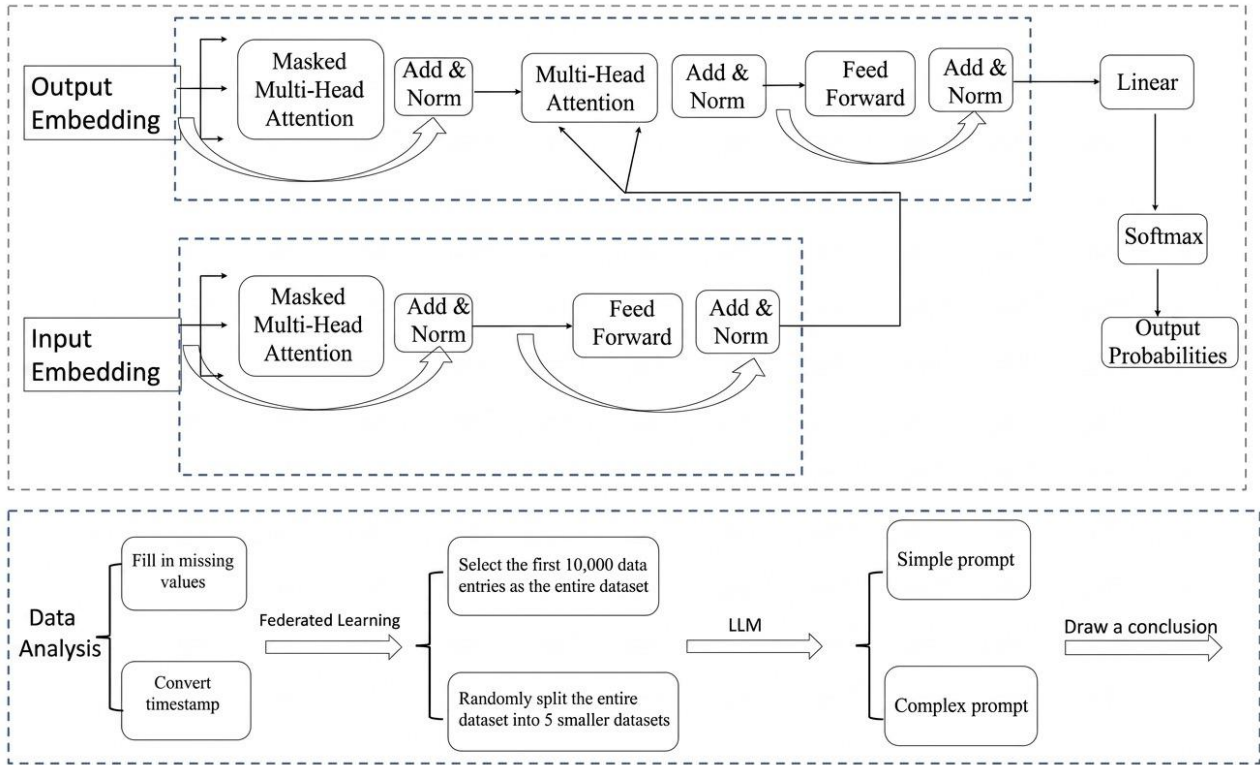 Output
Embedding
Masked
Multi-Head
Attention
Add &
Norm
Multi-Head
Attention
Add &
Norm
Feed
Forward
Add &
Norm
Linear
Softmax
Output
Probabilities
Input
Embedding
Masked
Multi-Head
Attention
Add &
Norm
Feed
Forward
Add &
Norm
Data
Analysis
Fill in missing
values
Convert
timestamp
Federated Learning
Select the first 10,000 data
entries as the entire dataset
Randomly split the entire
dataset into 5 smaller datasets
LLM
Simple prompt
Complex prompt
Draw a conclusion